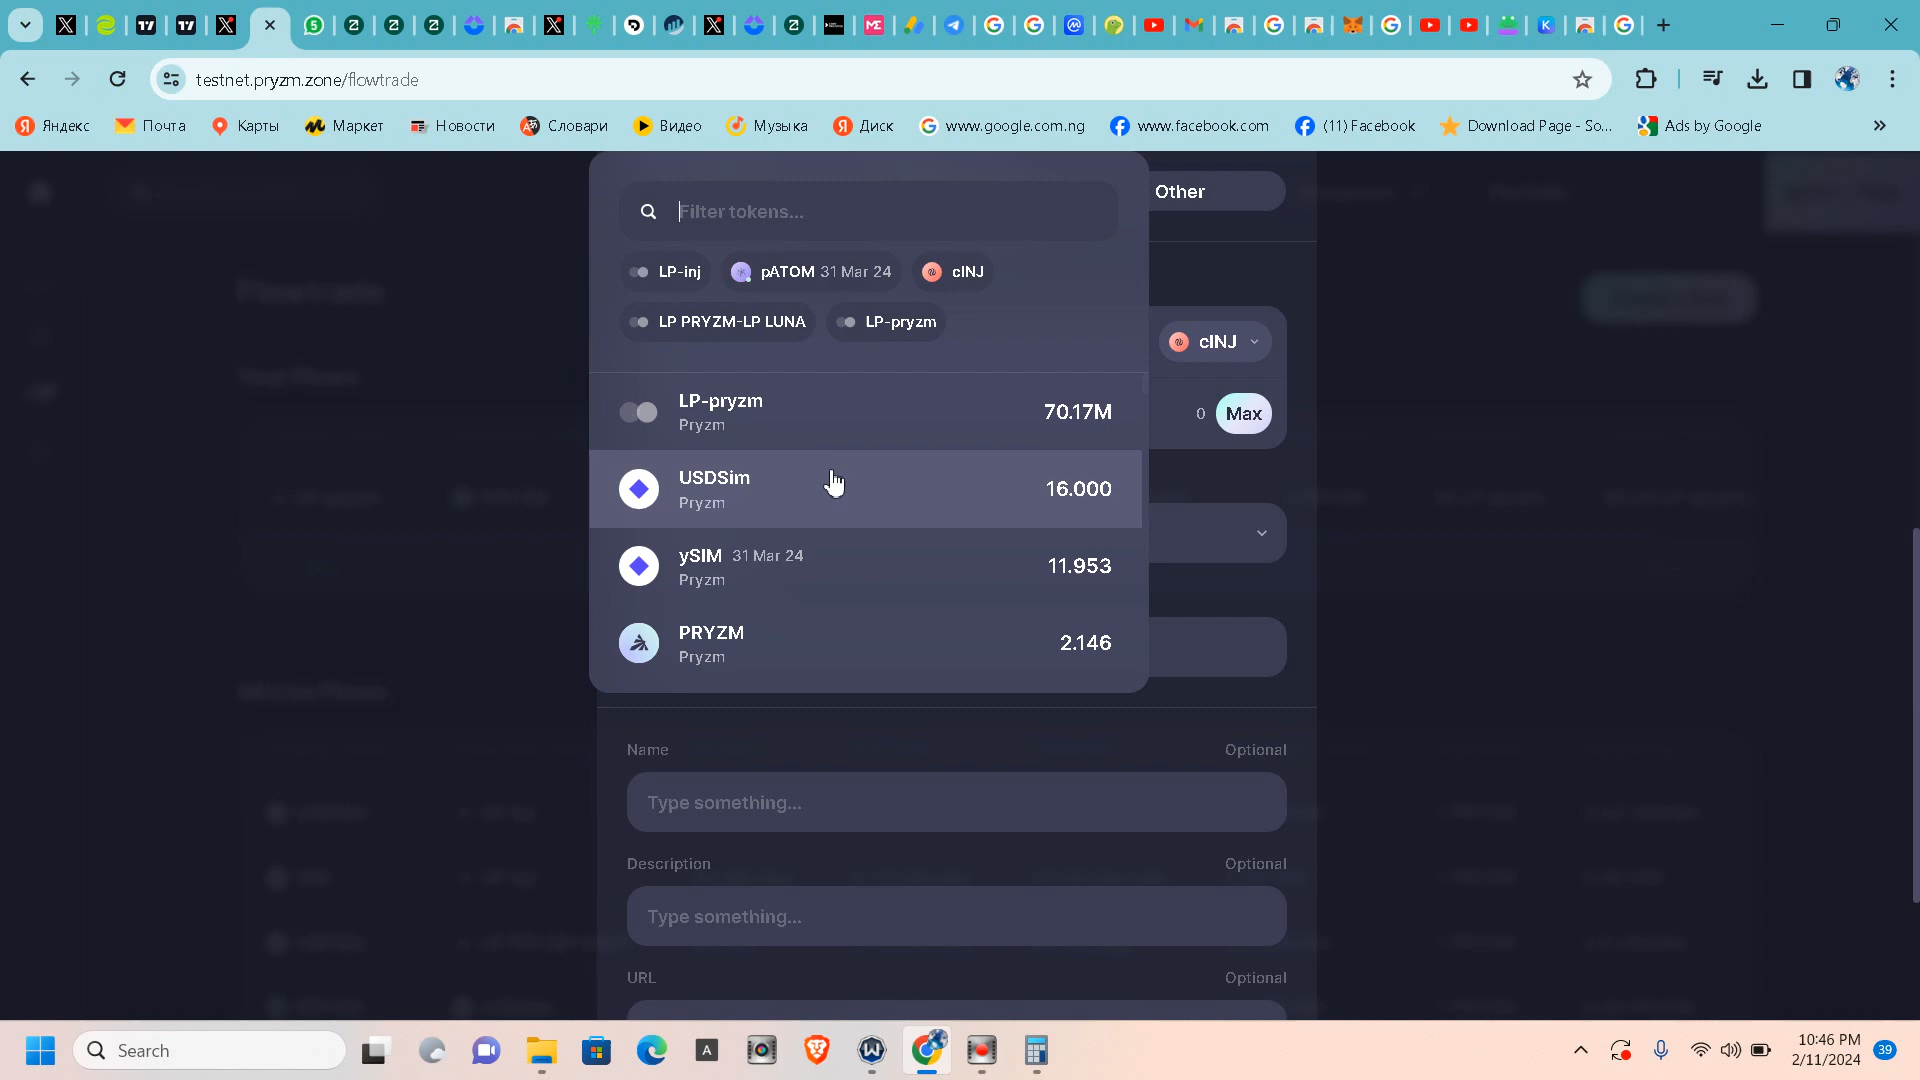 testnet.pryzm.zone/flowtrade
Яндекс Почта Карты Маркет Новости Словари Видео Музыка Диск www.google.com.ng www.facebook.com (11) Facebook Download Page - So... Ads by Google
Filter tokens...
Other
LP-inj pATOM 31 Mar 24 cINJ
LP PRYZM-LP LUNA LP-pryzm
cINJ
LP-pryzm
Pryzm
70.17M
0 Max
USDSim
Pryzm
16.000
ySIM 31 Mar 24
Pryzm
11.953
PRYZM
Pryzm
2.146
Flowtrade
Name Optional
Type something...
Description Optional
Type something...
URL Optional
Search
10:46 PM
2/11/2024
39